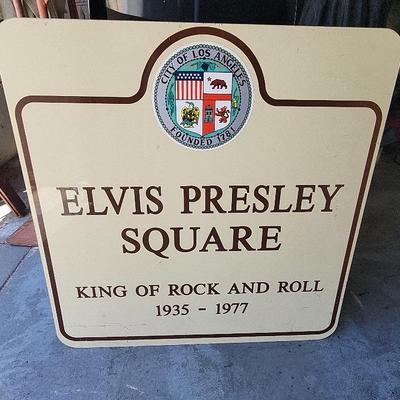 CITY OF LOS ANGELES
FOUNDED 1781
ELVIS PRESLEY
SQUARE
KING OF ROCK AND ROLL
1935 - 1977